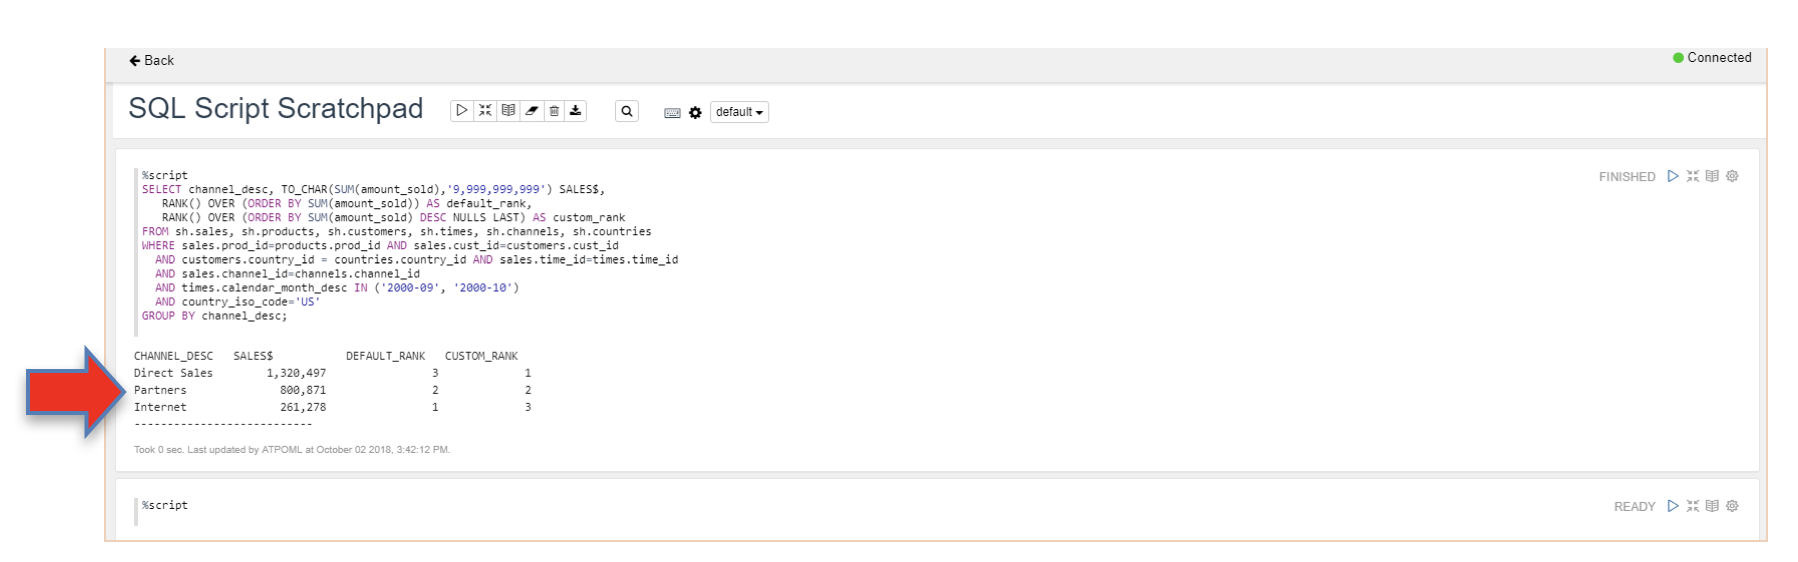 Back
Connected
SQL Script Scratchpad
default
%script
FINISHED
SELECT channel_desc, TO_CHAR(SUM(amount_sold),'9,999,999,999') SALES$,
RANK() OVER (ORDER BY SUM(amount_sold)) AS default_rank,
RANK() OVER (ORDER BY SUM(amount_sold) DESC NULLS LAST) AS custom_rank
FROM sh.sales, sh.products, sh.customers, sh.times, sh.channels, sh.countries
WHERE sales.prod_id=products.prod_id AND sales.cust_id=customers.cust_id
AND customers.country_id = countries.country_id AND sales.time_id=times.time_id
AND sales.channel_id=channels.channel_id
AND times.calendar_month_desc IN ('2000-09', '2000-10')
AND country_iso_code='US'
GROUP BY channel_desc;
CHANNEL_DESC SALES$ DEFAULT_RANK CUSTOM_RANK
Direct Sales 1,320,497 3 1
Partners 800,871 2 2
Internet 261,278 1 3
---------------------------
Took 0 sec. Last updated by ATPOML at October 02 2018, 3:42:12 PM.
%script
READY